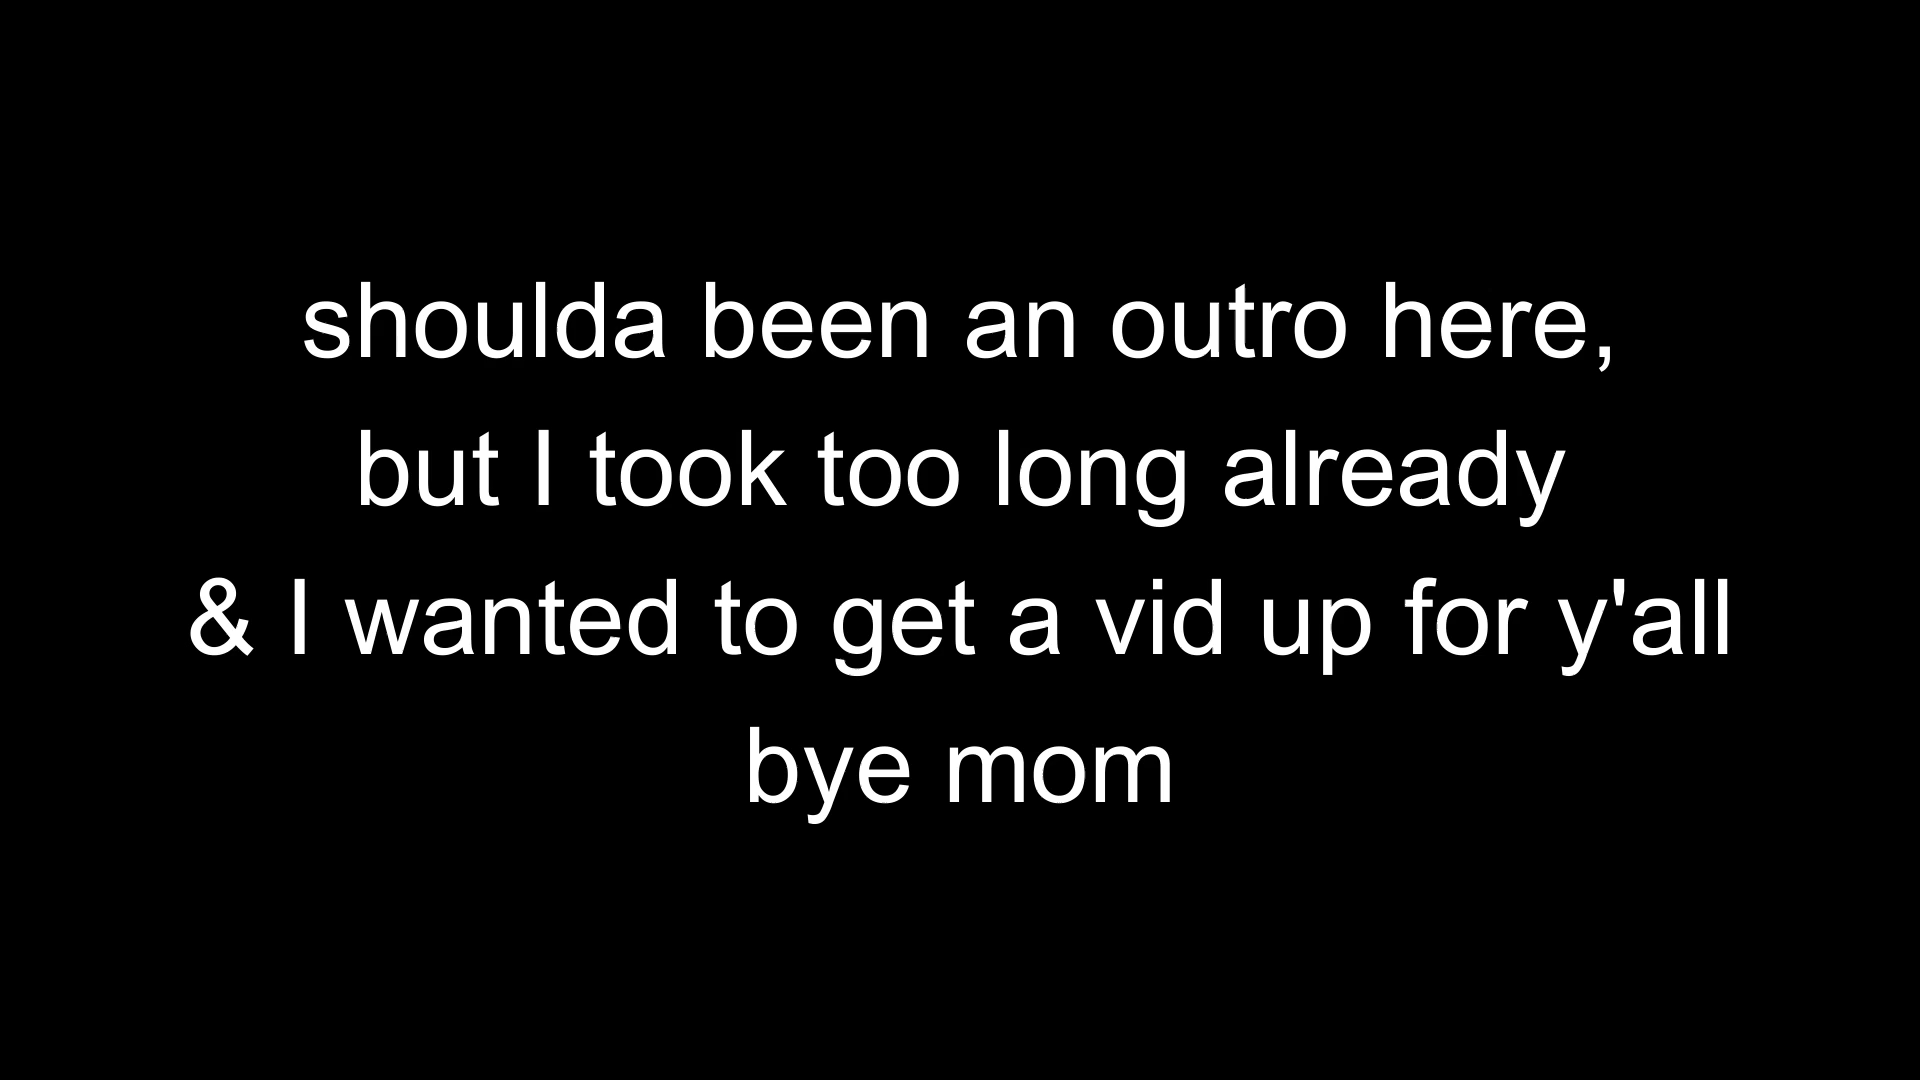 shoulda been an outro here,
but I took too long already
& I wanted to get a vid up for y'all
bye mom